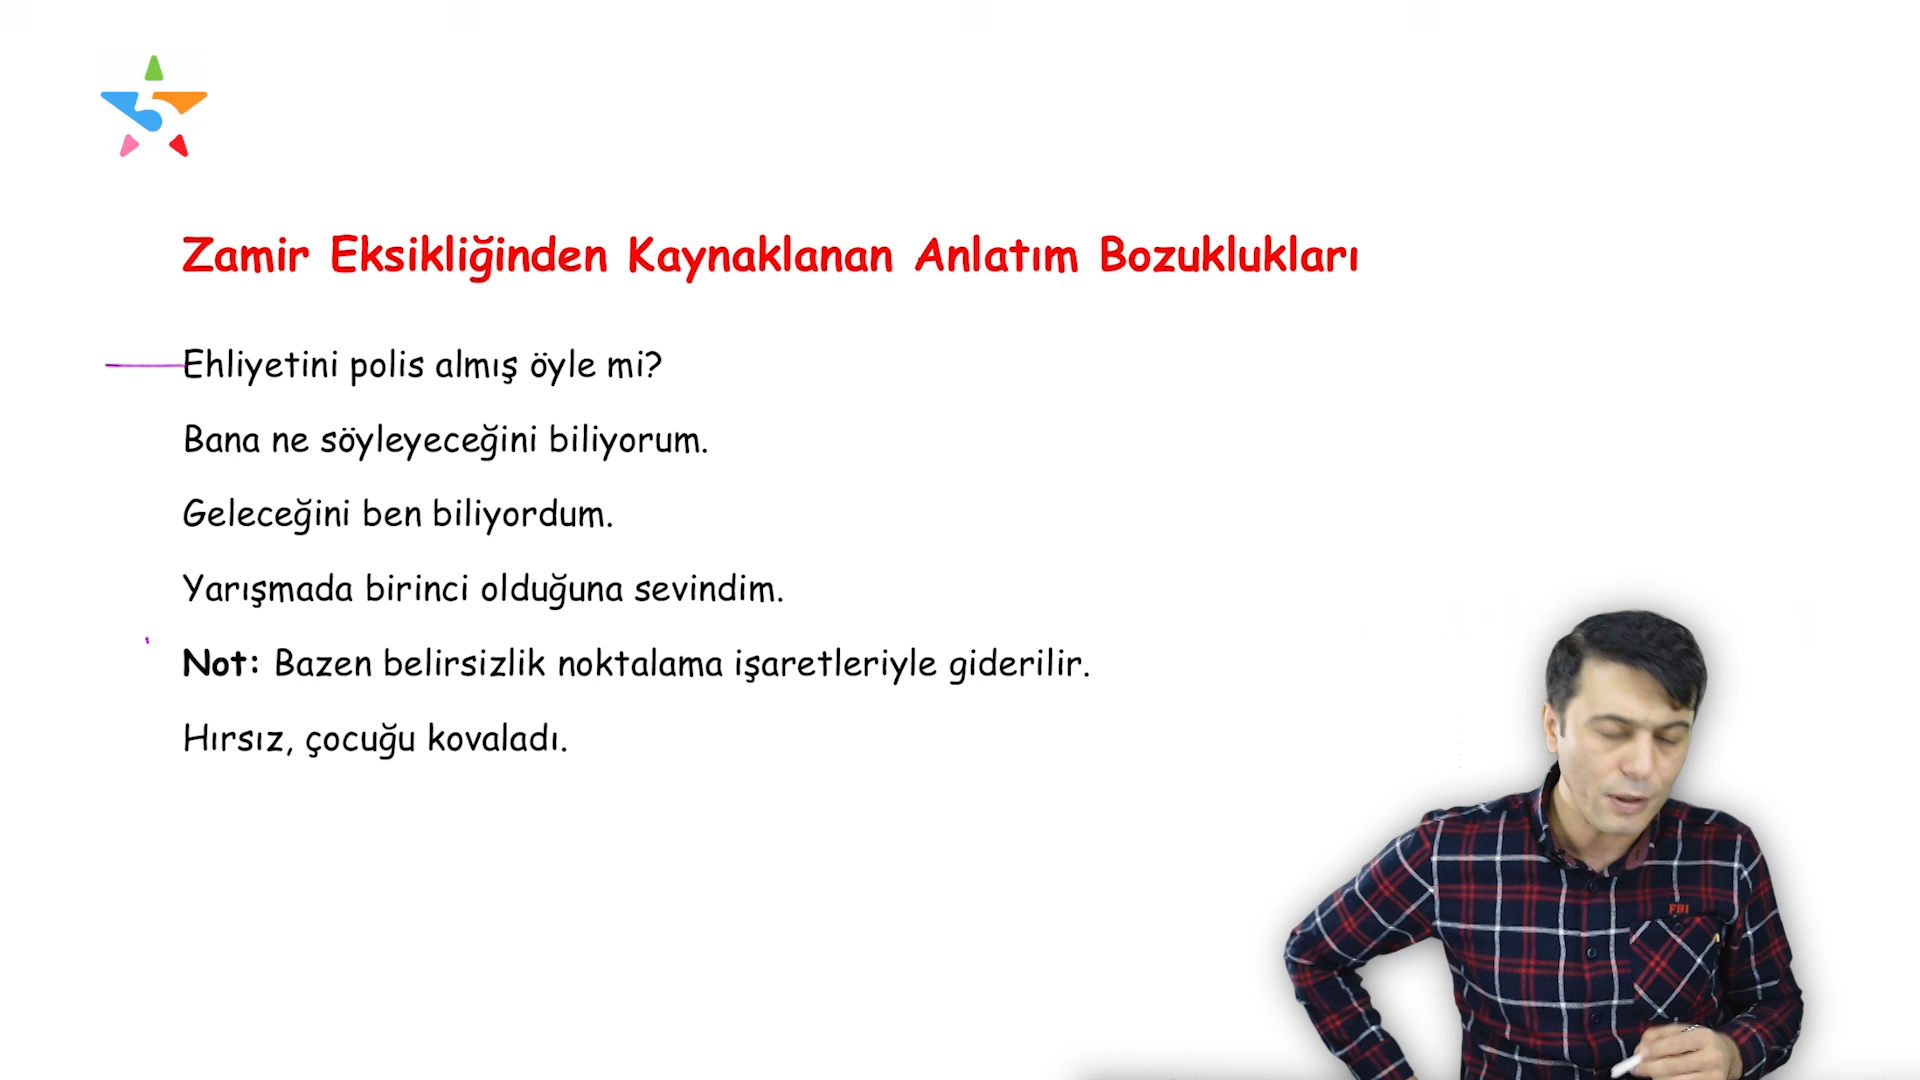 Zamir Eksikliğinden Kaynaklanan Anlatım Bozuklukları
Ehliyetini polis almış öyle mi?
Bana ne söyleyeceğini biliyorum.
Geleceğini ben biliyordum.
Yarışmada birinci olduğuna sevindim.
Not: Bazen belirsizlik noktalama işaretleriyle giderilir.
Hırsız, çocuğu kovaladı.
FBI